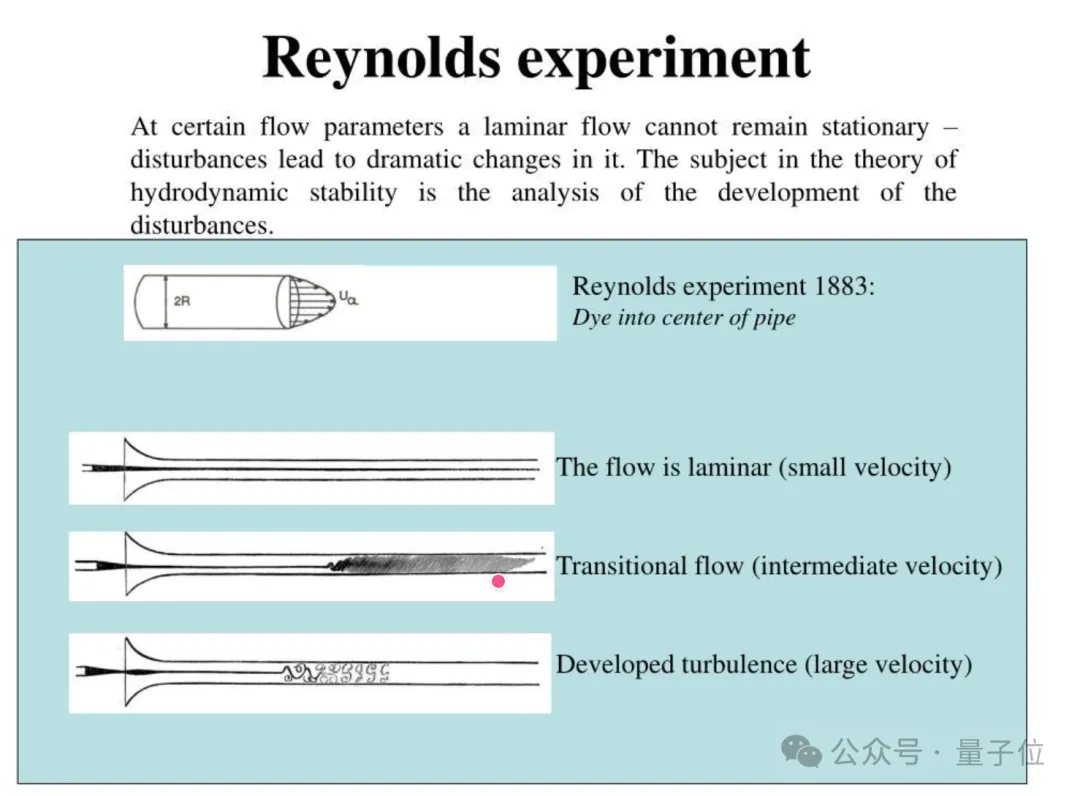 Reynolds experiment
At certain flow parameters a laminar flow cannot remain stationary –
disturbances lead to dramatic changes in it. The subject in the theory of
hydrodynamic stability is the analysis of the development of the
disturbances.
2R
Uα
Reynolds experiment 1883:
Dye into center of pipe
The flow is laminar (small velocity)
Transitional flow (intermediate velocity)
Developed turbulence (large velocity)
公众号 · 量子位